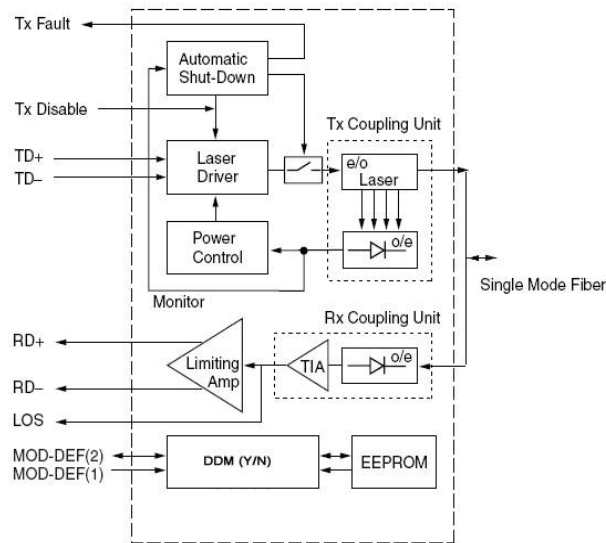 Tx Fault
Automatic
Shut-Down
Tx Disable
Tx Coupling Unit
TD+
TD–
Laser
Driver
e/o
Laser
Power
Control
o/e
Monitor
Single Mode Fiber
Rx Coupling Unit
RD+
RD–
Limiting
Amp
TIA
o/e
LOS
MOD-DEF(2)
MOD-DEF(1)
DDM (Y/N)
EEPROM